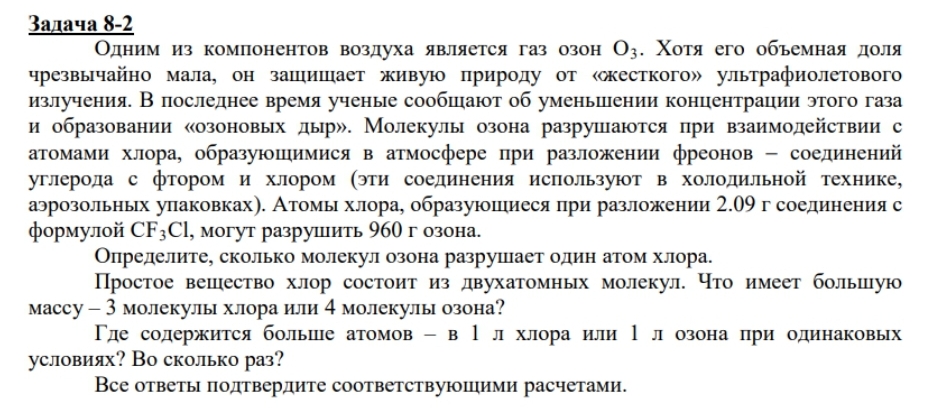 Задача 8-2
Одним из компонентов воздуха является газ озон O₃. Хотя его объемная доля
чрезвычайно мала, он защищает живую природу от «жесткого» ультрафиолетового
излучения. В последнее время ученые сообщают об уменьшении концентрации этого газа
и образовании «озоновых дыр». Молекулы озона разрушаются при взаимодействии с
атомами хлора, образующимися в атмосфере при разложении фреонов – соединений
углерода с фтором и хлором (эти соединения используют в холодильной технике,
аэрозольных упаковках). Атомы хлора, образующиеся при разложении 2.09 г соединения с
формулой CF₃Cl, могут разрушить 960 г озона.
Определите, сколько молекул озона разрушает один атом хлора.
Простое вещество хлор состоит из двухатомных молекул. Что имеет большую
массу – 3 молекулы хлора или 4 молекулы озона?
Где содержится больше атомов – в 1 л хлора или 1 л озона при одинаковых
условиях? Во сколько раз?
Все ответы подтвердите соответствующими расчетами.